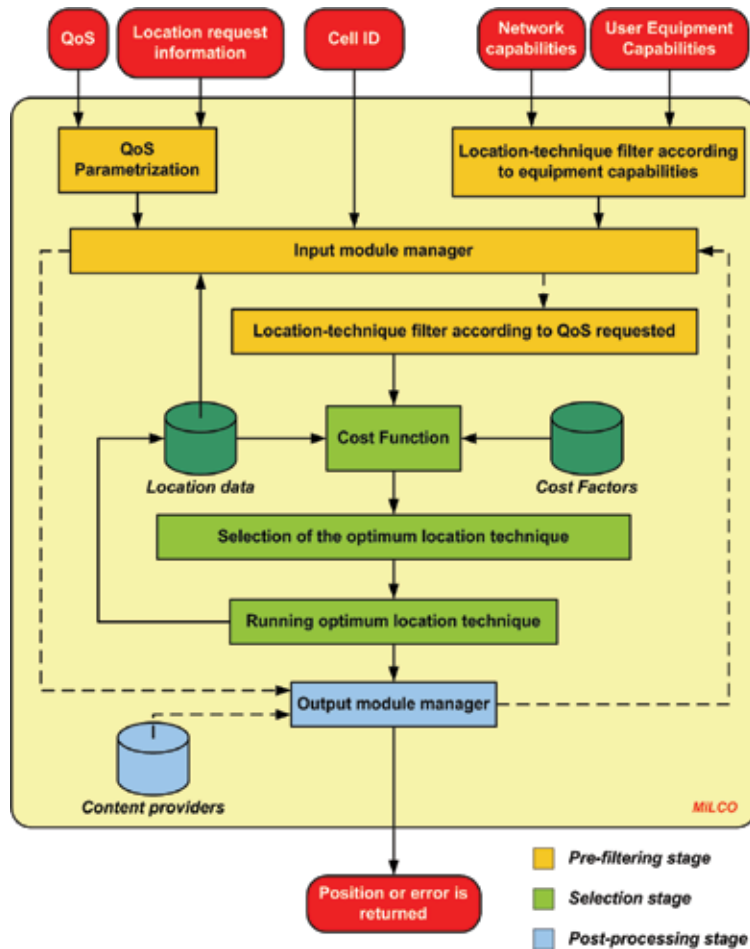 QoS
Location request
information
Cell ID
Network
capabilities
User Equipment
Capabilities
QoS
Parametrization
Location-technique filter according
to equipment capabilities
Input module manager
Location-technique filter according to QoS requested
Cost Function
Location data
Cost Factors
Selection of the optimum location technique
Running optimum location technique
Output module manager
Content providers
MiLCO
Position or error is
returned
Pre-filtering stage
Selection stage
Post-processing stage